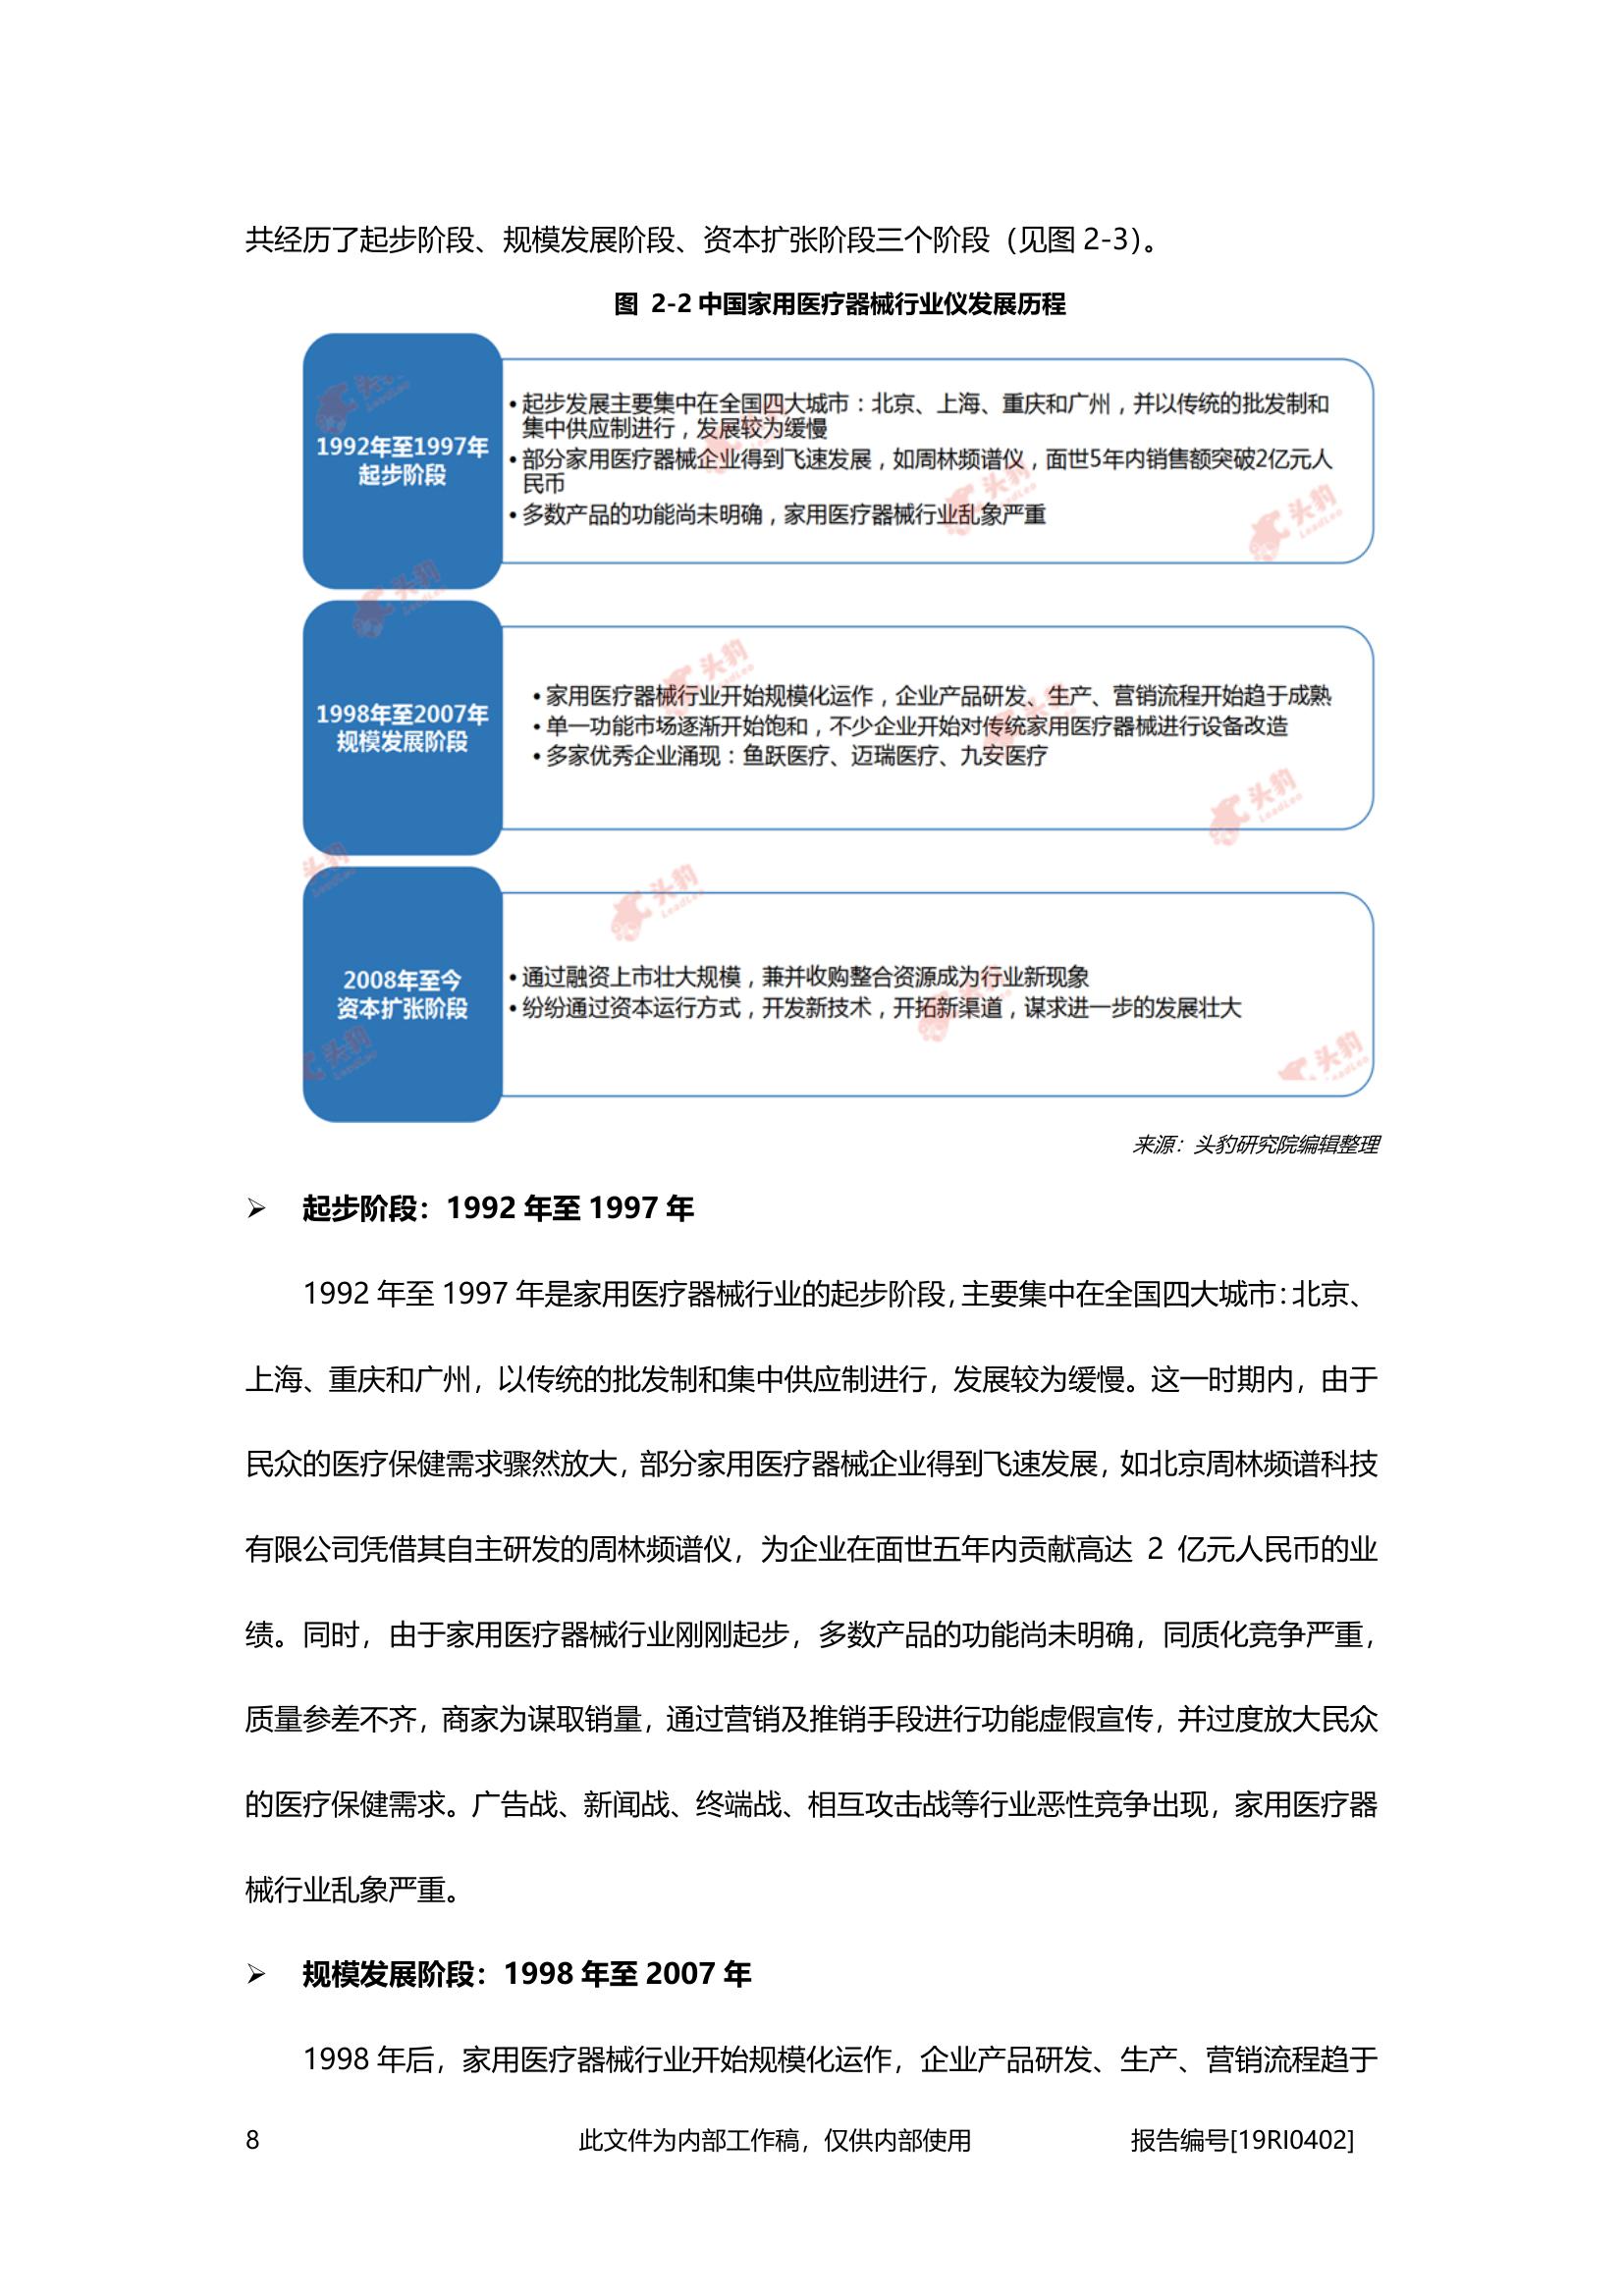 共经历了起步阶段、规模发展阶段、资本扩张阶段三个阶段（见图 2-3）。
图 2-2 中国家用医疗器械行业仪发展历程
1992年至1997年
起步阶段
• 起步发展主要集中在全国四大城市：北京、上海、重庆和广州，并以传统的批发制和
集中供应制进行，发展较为缓慢
• 部分家用医疗器械企业得到飞速发展，如周林频谱仪，面世5年内销售额突破2亿元人
民币
• 多数产品的功能尚未明确，家用医疗器械行业乱象严重
1998年至2007年
规模发展阶段
• 家用医疗器械行业开始规模化运作，企业产品研发、生产、营销流程开始趋于成熟
• 单一功能市场逐渐开始饱和，不少企业开始对传统家用医疗器械进行设备改造
• 多家优秀企业涌现：鱼跃医疗、迈瑞医疗、九安医疗
2008年至今
资本扩张阶段
• 通过融资上市壮大规模，兼并收购整合资源成为行业新现象
• 纷纷通过资本运行方式，开发新技术，开拓新渠道，谋求进一步的发展壮大
头豹
LeadLeo
来源：头豹研究院编辑整理
➢ 起步阶段：1992 年至 1997 年
1992 年至 1997 年是家用医疗器械行业的起步阶段，主要集中在全国四大城市：北京、
上海、重庆和广州，以传统的批发制和集中供应制进行，发展较为缓慢。这一时期内，由于
民众的医疗保健需求骤然放大，部分家用医疗器械企业得到飞速发展，如北京周林频谱科技
有限公司凭借其自主研发的周林频谱仪，为企业在面世五年内贡献高达 2 亿元人民币的业
绩。同时，由于家用医疗器械行业刚刚起步，多数产品的功能尚未明确，同质化竞争严重，
质量参差不齐，商家为谋取销量，通过营销及推销手段进行功能虚假宣传，并过度放大民众
的医疗保健需求。广告战、新闻战、终端战、相互攻击战等行业恶性竞争出现，家用医疗器
械行业乱象严重。
➢ 规模发展阶段：1998 年至 2007 年
1998 年后，家用医疗器械行业开始规模化运作，企业产品研发、生产、营销流程趋于
8 此文件为内部工作稿，仅供内部使用 报告编号[19RI0402]